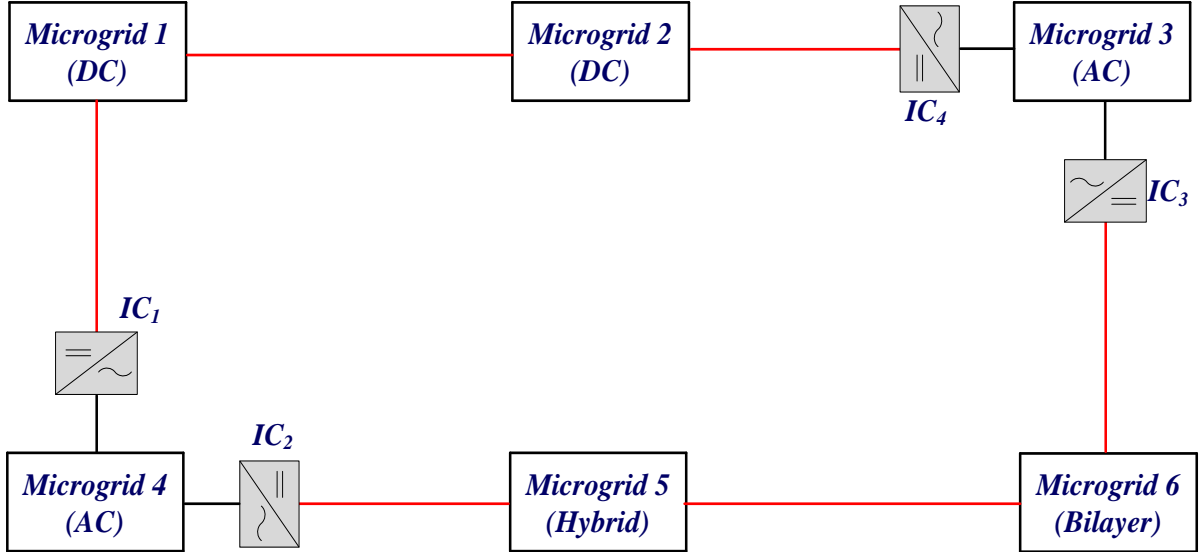 Microgrid 1
(DC)
Microgrid 2
(DC)
Microgrid 3
(AC)
IC4
IC3
IC1
IC2
Microgrid 4
(AC)
Microgrid 5
(Hybrid)
Microgrid 6
(Bilayer)